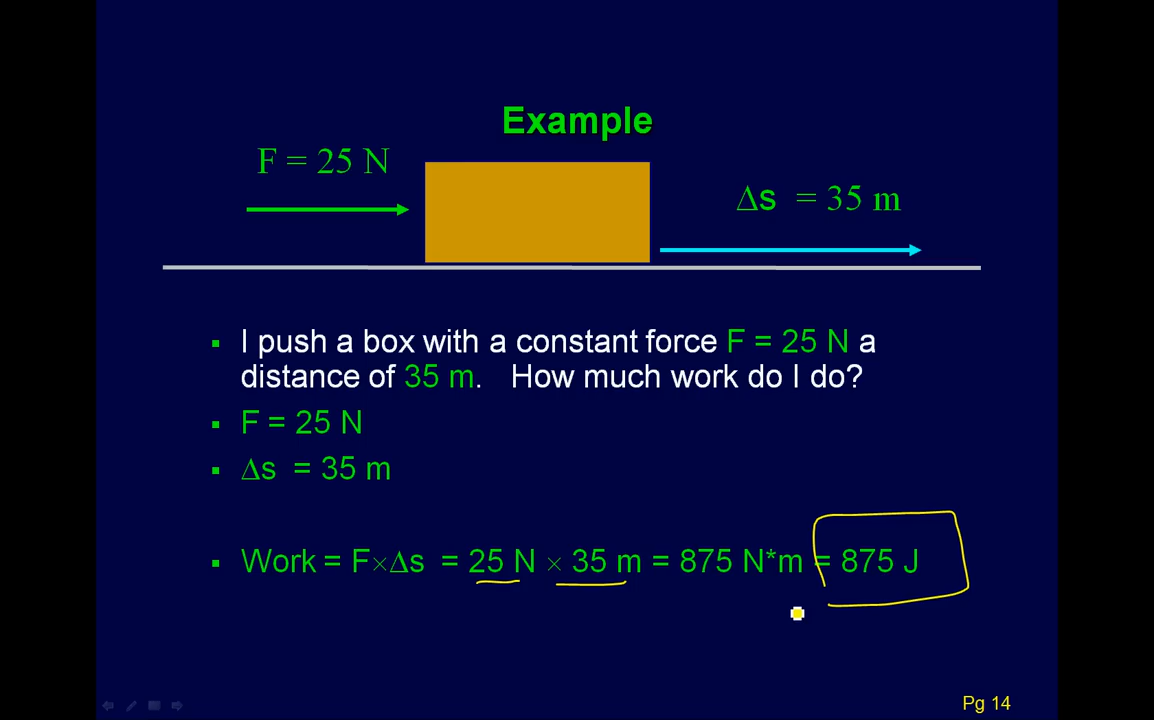 Example
F = 25 N
Δs = 35 m
▪ I push a box with a constant force F = 25 N a
distance of 35 m. How much work do I do?
▪ F = 25 N
▪ Δs = 35 m
▪ Work = F×Δs = 25 N × 35 m = 875 N*m = 875 J
Pg 14